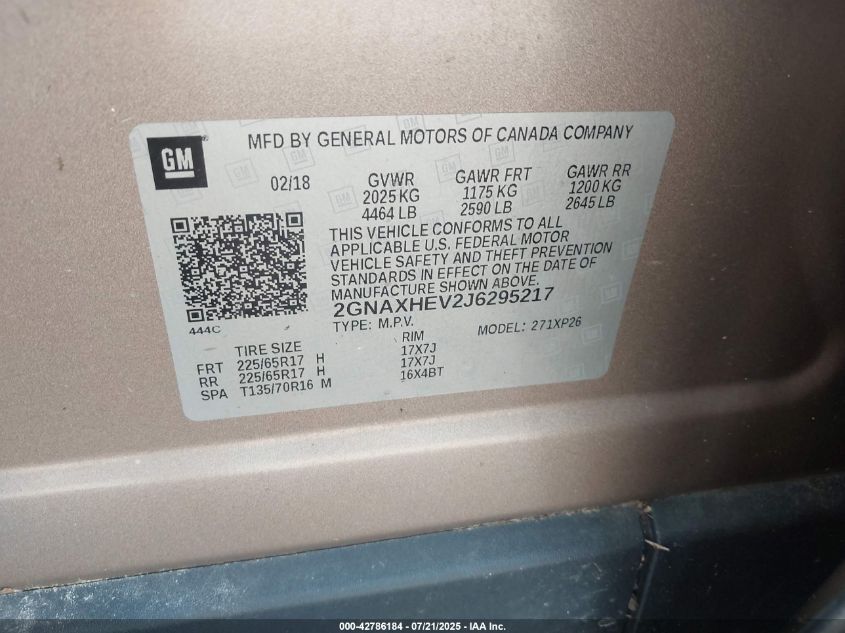 GM
MFD BY GENERAL MOTORS OF CANADA COMPANY
02/18 GVWR GAWR FRT GAWR RR
2025 KG 1175 KG 1200 KG
4464 LB 2590 LB 2645 LB
THIS VEHICLE CONFORMS TO ALL
APPLICABLE U.S. FEDERAL MOTOR
VEHICLE SAFETY AND THEFT PREVENTION
STANDARDS IN EFFECT ON THE DATE OF
MANUFACTURE SHOWN ABOVE.
2GNAXHEV2J6295217
444C TYPE: M.P.V. MODEL: 271XP26
TIRE SIZE RIM
FRT 225/65R17 H 17X7J
RR 225/65R17 H 17X7J
SPA T135/70R16 M 16X4BT
000-42786184 - 07/21/2025 - IAA Inc.